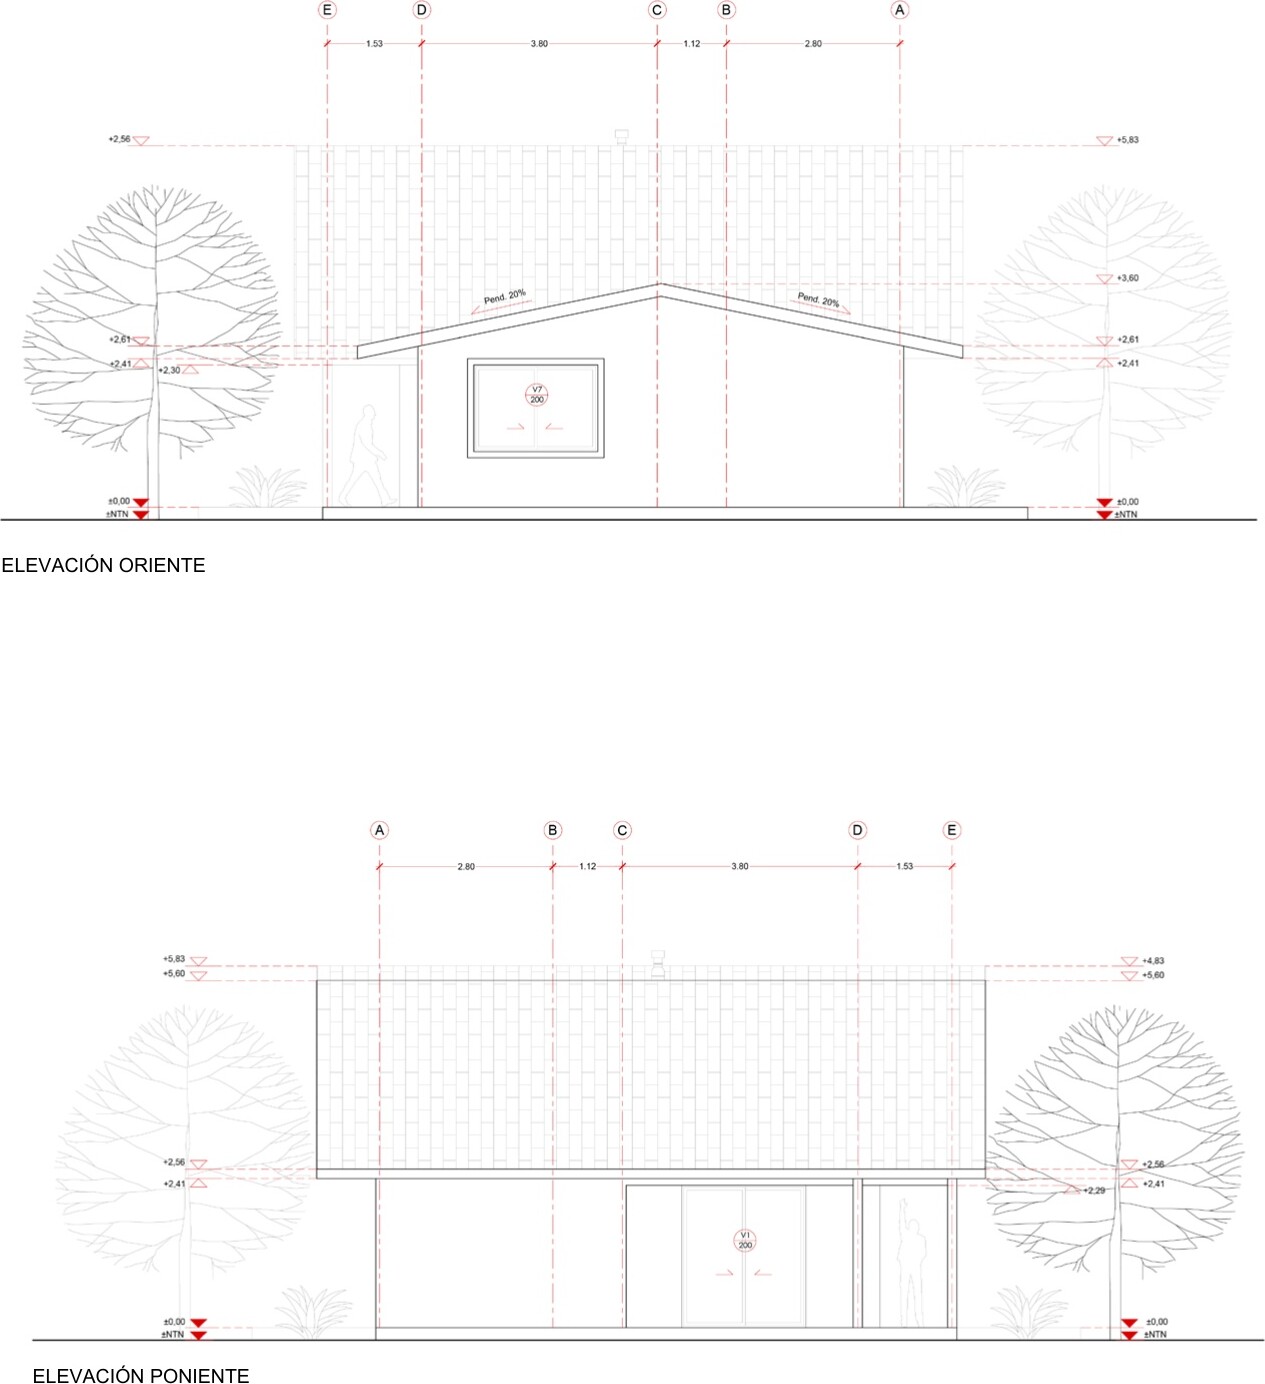 E D C B A
1.53 3.80 1.12 2.80
+2,56 +5,83
Pend. 20% Pend. 20%
+3,60
+2,61 +2,61
+2,41 +2,30 +2,41
V7
200
±0,00 ±0,00
±NTN ±NTN
ELEVACIÓN ORIENTE
A B C D E
2.80 1.12 3.80 1.53
+5,83 +4,83
+5,60 +5,60
+2,56 +2,56
+2,41 +2,41
+2,29
V1
200
±0,00 ±0,00
±NTN ±NTN
ELEVACIÓN PONIENTE